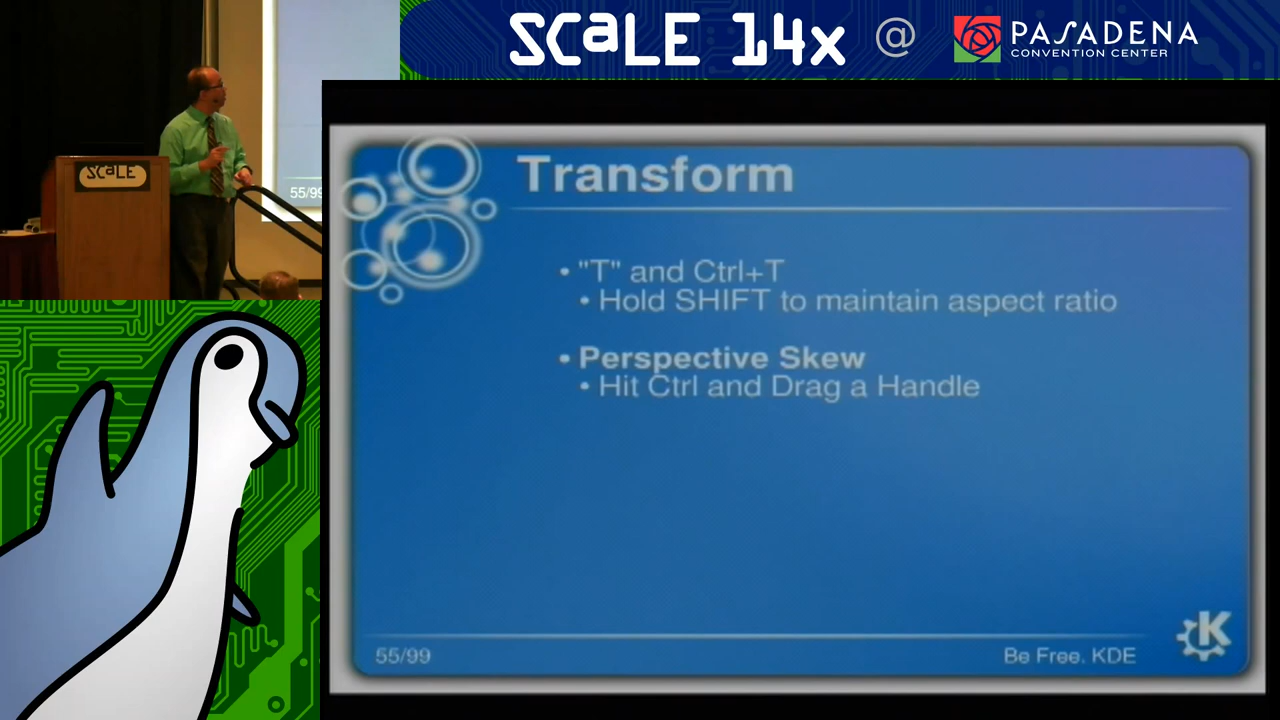 SCaLE 14x @ PASADENA
CONVENTION CENTER
SCaLE
55/99
Transform
• "T" and Ctrl+T
• Hold SHIFT to maintain aspect ratio
• Perspective Skew
• Hit Ctrl and Drag a Handle
55/99
Be Free. KDE
K